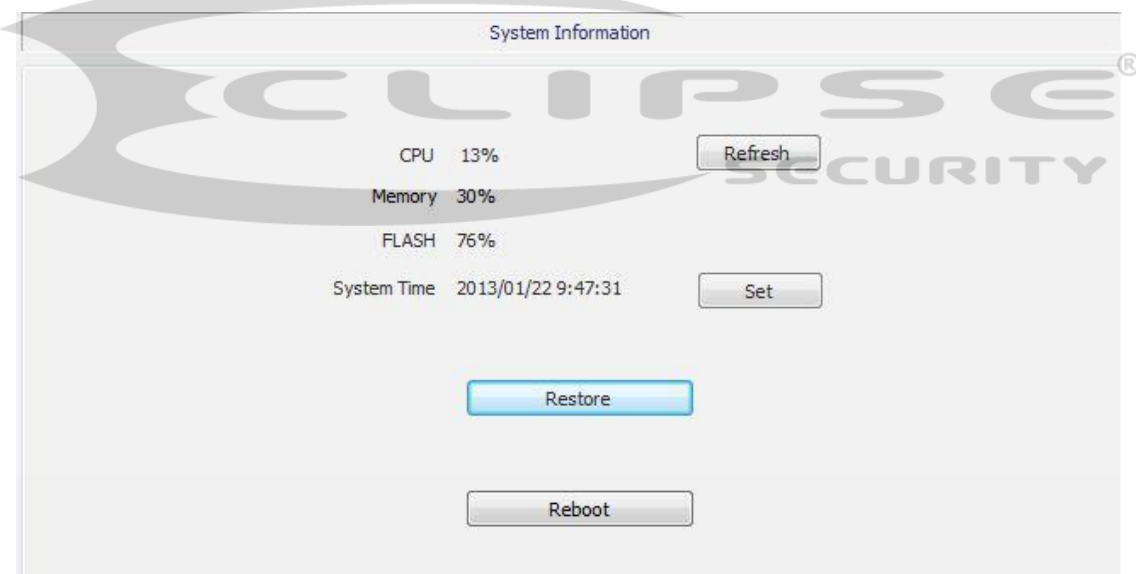 System Information
ECLIPSE®
SECURITY
CPU 13%
Refresh
Memory 30%
FLASH 76%
System Time 2013/01/22 9:47:31
Set
Restore
Reboot